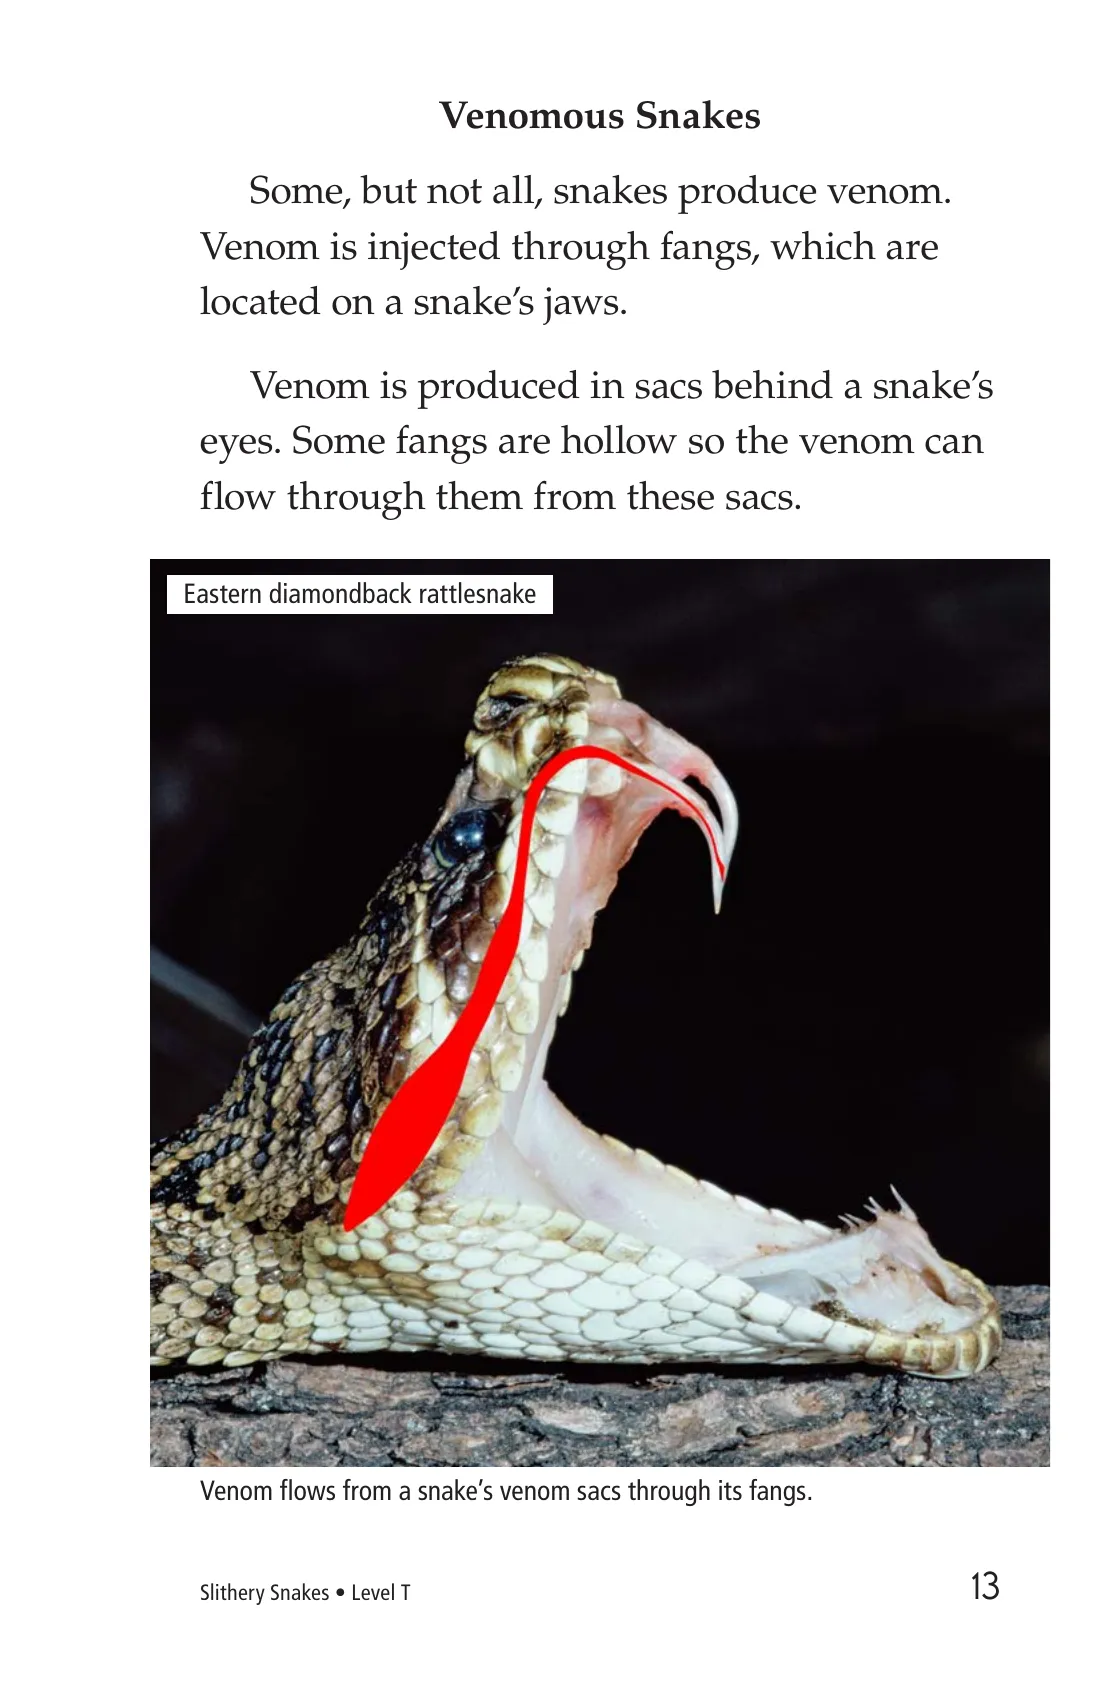 Venomous Snakes
Some, but not all, snakes produce venom.
Venom is injected through fangs, which are
located on a snake’s jaws.
Venom is produced in sacs behind a snake’s
eyes. Some fangs are hollow so the venom can
flow through them from these sacs.
Eastern diamondback rattlesnake
Venom flows from a snake’s venom sacs through its fangs.
Slithery Snakes • Level T
13